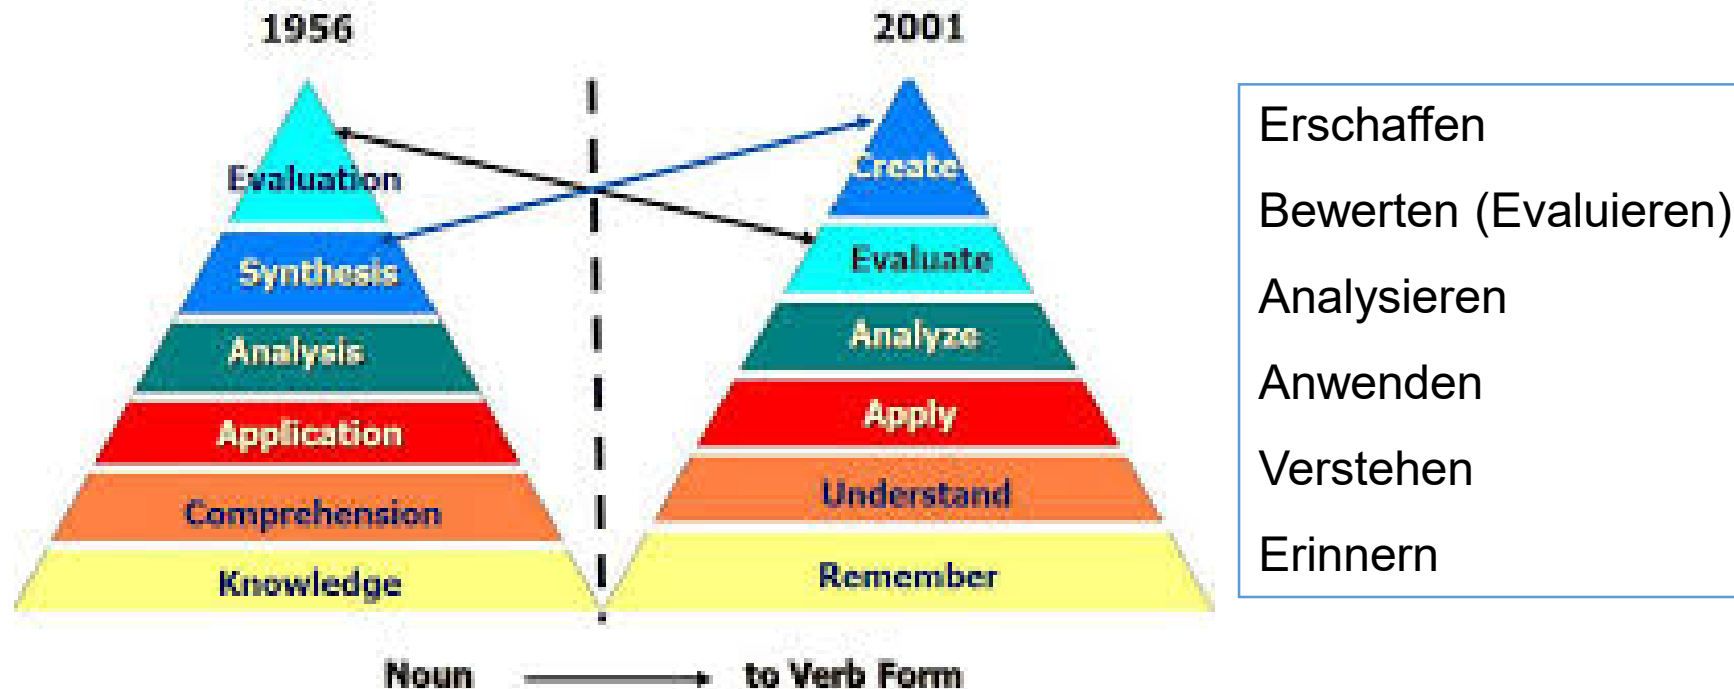 1956
Evaluation
Synthesis
Analysis
Application
Comprehension
Knowledge
2001
Create
Evaluate
Analyze
Apply
Understand
Remember
Noun to Verb Form
Erschaffen
Bewerten (Evaluieren)
Analysieren
Anwenden
Verstehen
Erinnern